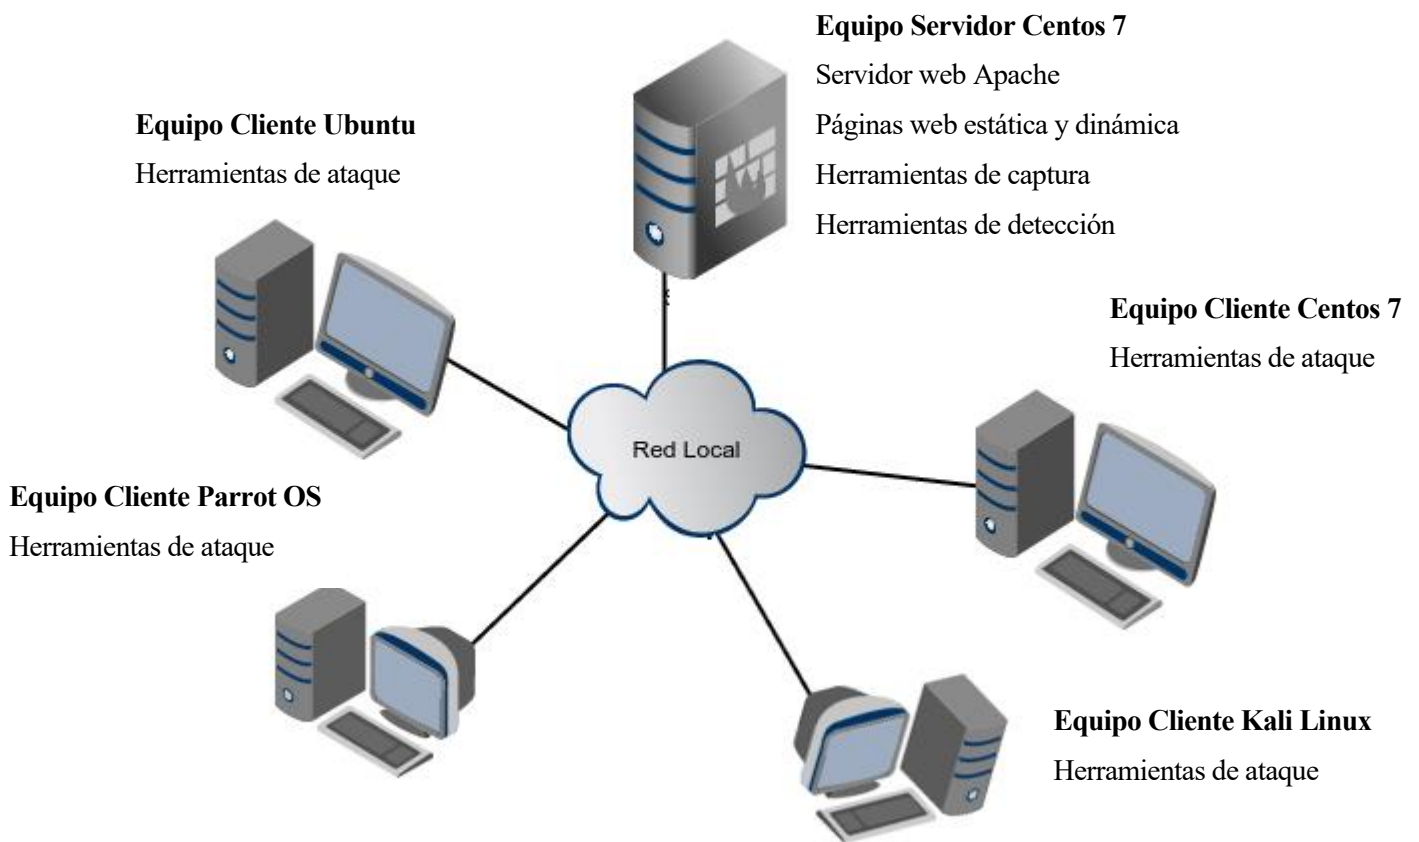 Equipo Servidor Centos 7
Servidor web Apache
Páginas web estática y dinámica
Herramientas de captura
Herramientas de detección
Equipo Cliente Ubuntu
Herramientas de ataque
Equipo Cliente Centos 7
Herramientas de ataque
Red Local
Equipo Cliente Parrot OS
Herramientas de ataque
Equipo Cliente Kali Linux
Herramientas de ataque